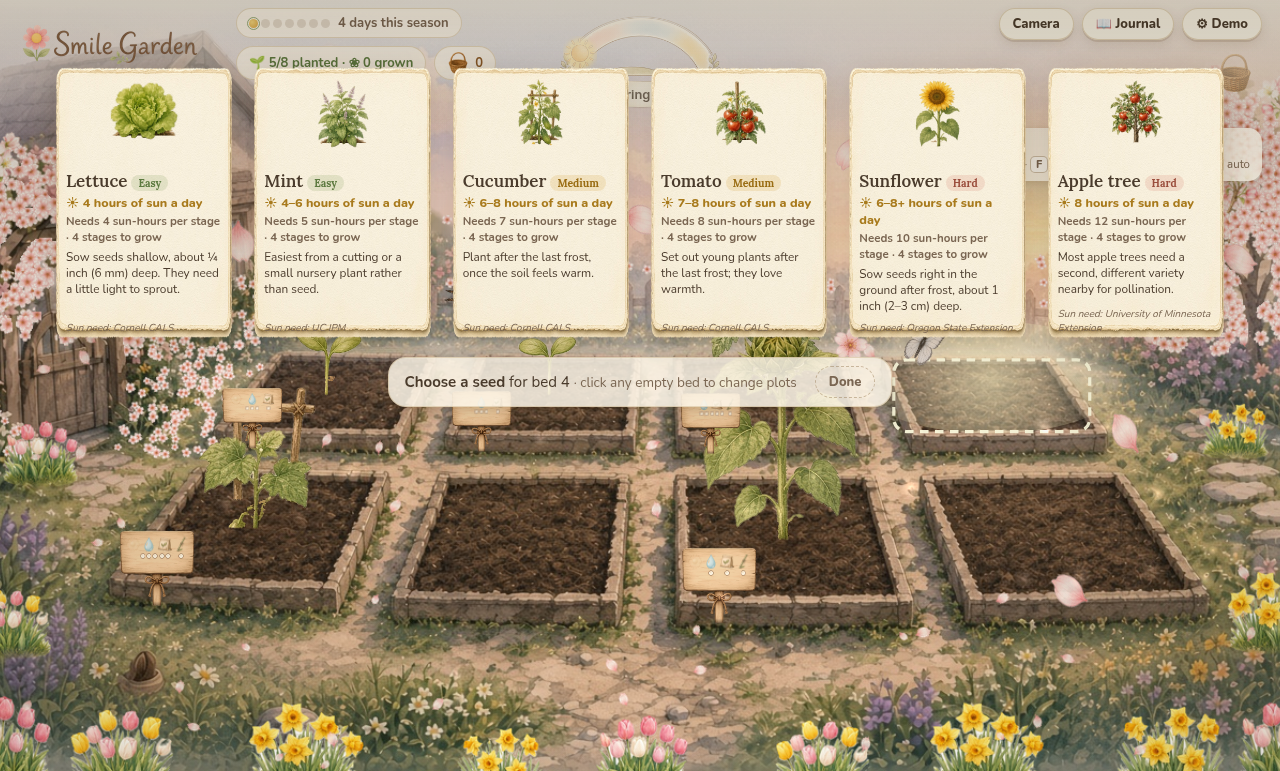 Smile Garden
4 days this season
5/8 planted · 0 grown
0
Camera
Journal
Demo
ring
F
auto
Lettuce Easy
4 hours of sun a day
Needs 4 sun-hours per stage
· 4 stages to grow
Sow seeds shallow, about ¼
inch (6 mm) deep. They need
a little light to sprout.
Sun need: Cornell CALS
Mint Easy
4–6 hours of sun a day
Needs 5 sun-hours per stage
· 4 stages to grow
Easiest from a cutting or a
small nursery plant rather
than seed.
Sun need: UC IPM
Cucumber Medium
6–8 hours of sun a day
Needs 7 sun-hours per stage
· 4 stages to grow
Plant after the last frost,
once the soil feels warm.
Sun need: Cornell CALS
Tomato Medium
7–8 hours of sun a day
Needs 8 sun-hours per stage
· 4 stages to grow
Set out young plants after
the last frost; they love
warmth.
Sun need: Cornell CALS
Sunflower Hard
6–8+ hours of sun a
day
Needs 10 sun-hours per
stage · 4 stages to grow
Sow seeds right in the
ground after frost, about 1
inch (2–3 cm) deep.
Sun need: Oregon State Extension
Apple tree Hard
8 hours of sun a day
Needs 12 sun-hours per
stage · 4 stages to grow
Most apple trees need a
second, different variety
nearby for pollination.
Sun need: University of Minnesota
Extension
Choose a seed for bed 4 · click any empty bed to change plots
Done